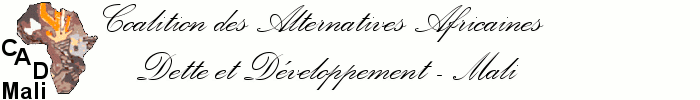 Coalition des Alternatives Africaines
Dette et Développement - Mali
CAD
Mali